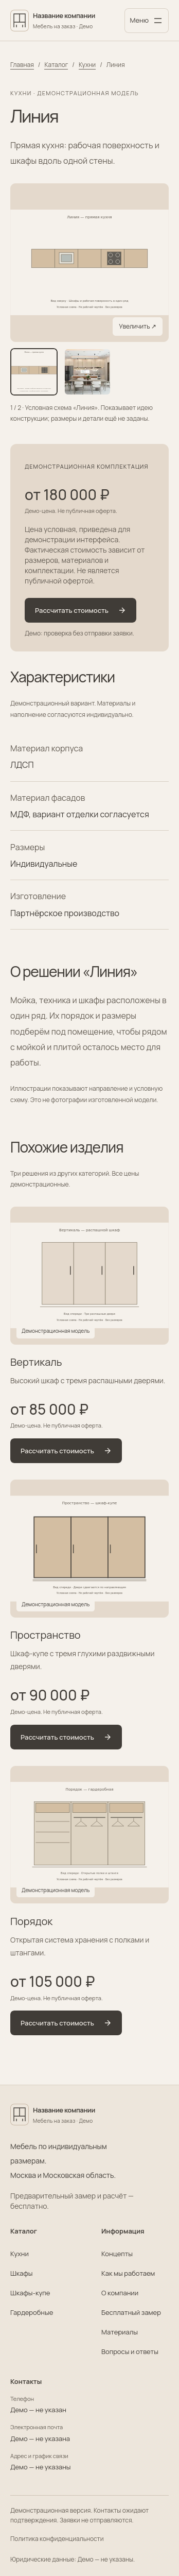 Название компании
Мебель на заказ · Демо
Меню
Главная / Каталог / Кухни / Линия
КУХНИ · ДЕМОНСТРАЦИОННАЯ МОДЕЛЬ
Линия
Прямая кухня: рабочая поверхность и
шкафы вдоль одной стены.
Линия — прямая кухня
Увеличить ↗
1 / 2 · Условная схема «Линия». Показывает идею
конструкции; размеры и детали ещё не заданы.
ДЕМОНСТРАЦИОННАЯ КОМПЛЕКТАЦИЯ
от 180 000 ₽
Демо-цена. Не публичная оферта.
Цена условная, приведена для
демонстрации интерфейса.
Фактическая стоимость зависит от
размеров, материалов и
комплектации. Не является
публичной офертой.
Рассчитать стоимость →
Демо: проверка без отправки заявки.
Характеристики
Демонстрационный вариант. Материалы и
наполнение согласуются индивидуально.
Материал корпуса
ЛДСП
Материал фасадов
МДФ, вариант отделки согласуется
Размеры
Индивидуальные
Изготовление
Партнёрское производство
О решении «Линия»
Мойка, техника и шкафы расположены в
один ряд. Их порядок и размеры
подберём под помещение, чтобы рядом
с мойкой и плитой осталось место для
работы.
Иллюстрации показывают направление и условную
схему. Это не фотографии изготовленной модели.
Похожие изделия
Три решения из других категорий. Все цены
демонстрационные.
Вертикаль — распашной шкаф
Демонстрационная модель
Вертикаль
Высокий шкаф с тремя распашными дверями.
от 85 000 ₽
Демо-цена. Не публичная оферта.
Рассчитать стоимость →
Пространство — шкаф-купе
Демонстрационная модель
Пространство
Шкаф-купе с тремя глухими раздвижными
дверями.
от 90 000 ₽
Демо-цена. Не публичная оферта.
Рассчитать стоимость →
Порядок — гардеробная
Демонстрационная модель
Порядок
Открытая система хранения с полками и
штангами.
от 105 000 ₽
Демо-цена. Не публичная оферта.
Рассчитать стоимость →
Название компании
Мебель на заказ · Демо
Мебель по индивидуальным
размерам.
Москва и Московская область.
Предварительный замер и расчёт —
бесплатно.
Каталог
Кухни
Шкафы
Шкафы-купе
Гардеробные
Информация
Концепты
Как мы работаем
О компании
Бесплатный замер
Материалы
Вопросы и ответы
Контакты
Телефон
Демо — не указан
Электронная почта
Демо — не указана
Адрес и график связи
Демо — не указаны
Демонстрационная версия. Контакты ожидают
подтверждения. Заявки не отправляются.
Политика конфиденциальности
Юридические данные: Демо — не указаны.